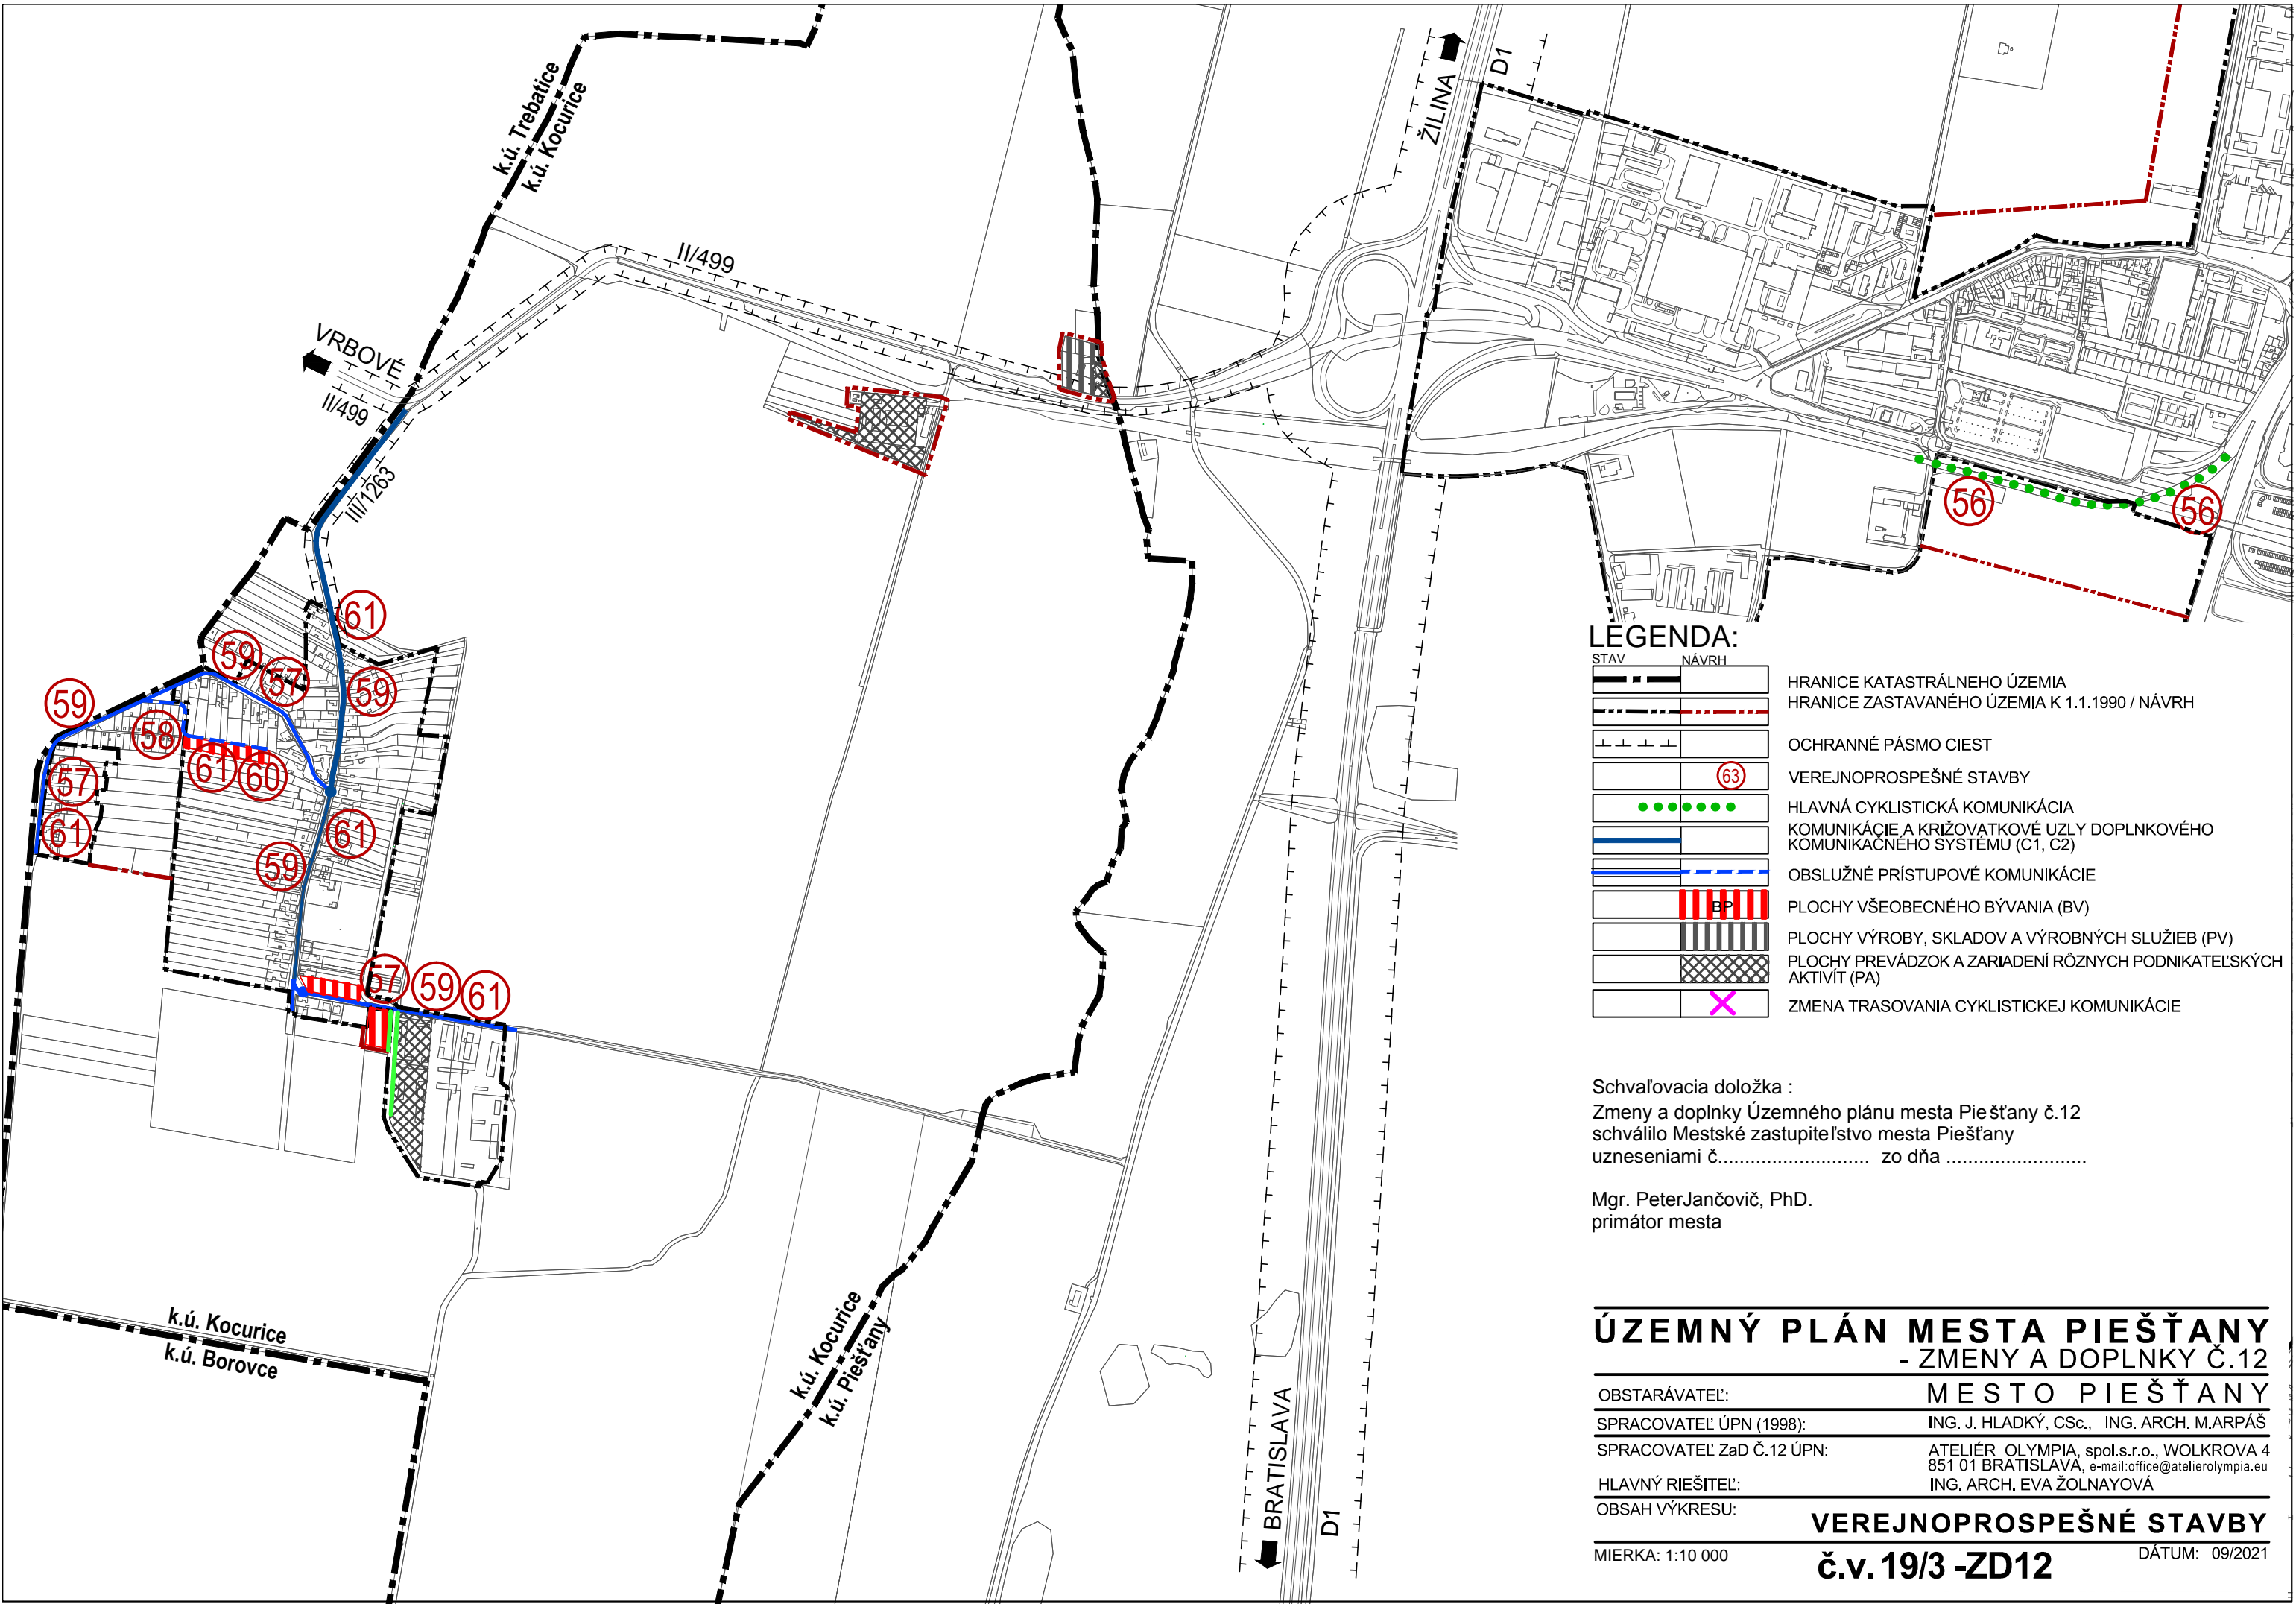 k.ú. Trebatice
k.ú. Kocurice
ŽILINA
D1
II/499
VRBOVÉ
II/499
III/1263
56
56
61
59
57
59
59
58
61
60
57
61
61
59
57
59
61
k.ú. Kocurice
k.ú. Borovce
k.ú. Kocurice
k.ú. Piešťany
BRATISLAVA
D1
LEGENDA:
STAV NÁVRH
HRANICE KATASTRÁLNEHO ÚZEMIA
HRANICE ZASTAVANÉHO ÚZEMIA K 1.1.1990 / NÁVRH
OCHRANNÉ PÁSMO CIEST
63 VEREJNOPROSPEŠNÉ STAVBY
HLAVNÁ CYKLISTICKÁ KOMUNIKÁCIA
KOMUNIKÁCIE A KRIŽOVATKOVÉ UZLY DOPLNKOVÉHO
KOMUNIKAČNÉHO SYSTÉMU (C1, C2)
OBSLUŽNÉ PRÍSTUPOVÉ KOMUNIKÁCIE
BP PLOCHY VŠEOBECNÉHO BÝVANIA (BV)
PLOCHY VÝROBY, SKLADOV A VÝROBNÝCH SLUŽIEB (PV)
PLOCHY PREVÁDZOK A ZARIADENÍ RÔZNYCH PODNIKATEĽSKÝCH
AKTIVÍT (PA)
ZMENA TRASOVANIA CYKLISTICKEJ KOMUNIKÁCIE
Schvaľovacia doložka :
Zmeny a doplnky Územného plánu mesta Piešťany č.12
schválilo Mestské zastupiteľstvo mesta Piešťany
uzneseniami č............................ zo dňa ..........................
Mgr. PeterJančovič, PhD.
primátor mesta
ÚZEMNÝ PLÁN MESTA PIEŠŤANY
- ZMENY A DOPLNKY Č.12
OBSTARÁVATEĽ: MESTO PIEŠŤANY
SPRACOVATEĽ ÚPN (1998): ING. J. HLADKÝ, CSc., ING. ARCH. M.ARPÁŠ
SPRACOVATEĽ ZaD Č.12 ÚPN: ATELIÉR OLYMPIA, spol.s.r.o., WOLKROVA 4
851 01 BRATISLAVA, e-mail:office@atelierolympia.eu
HLAVNÝ RIEŠITEĽ: ING. ARCH. EVA ŽOLNAYOVÁ
OBSAH VÝKRESU: VEREJNOPROSPEŠNÉ STAVBY
MIERKA: 1:10 000 č.v. 19/3 -ZD12 DÁTUM: 09/2021